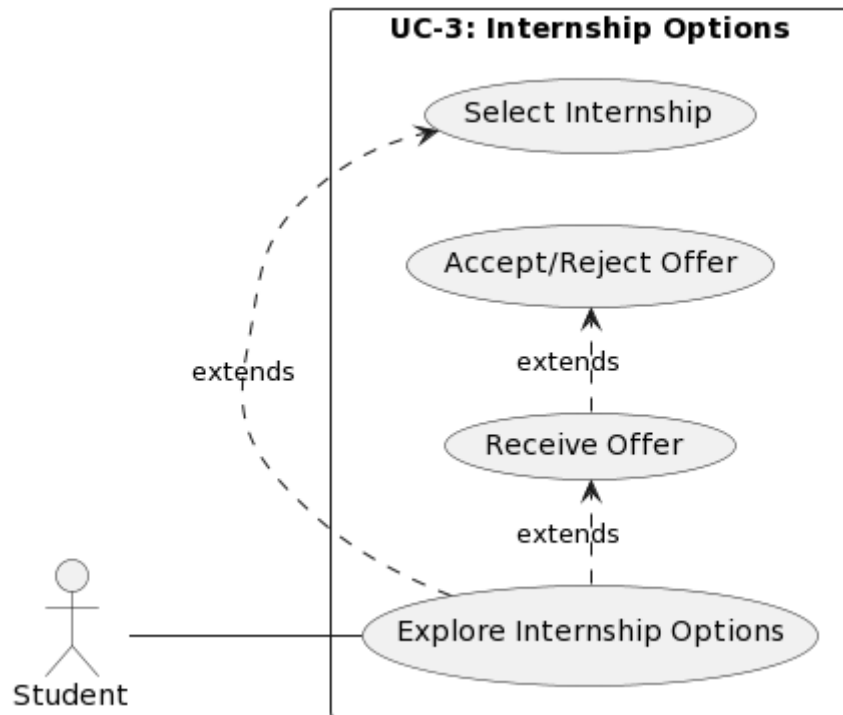 UC-3: Internship Options
Select Internship
Accept/Reject Offer
extends
extends
Receive Offer
extends
Explore Internship Options
Student